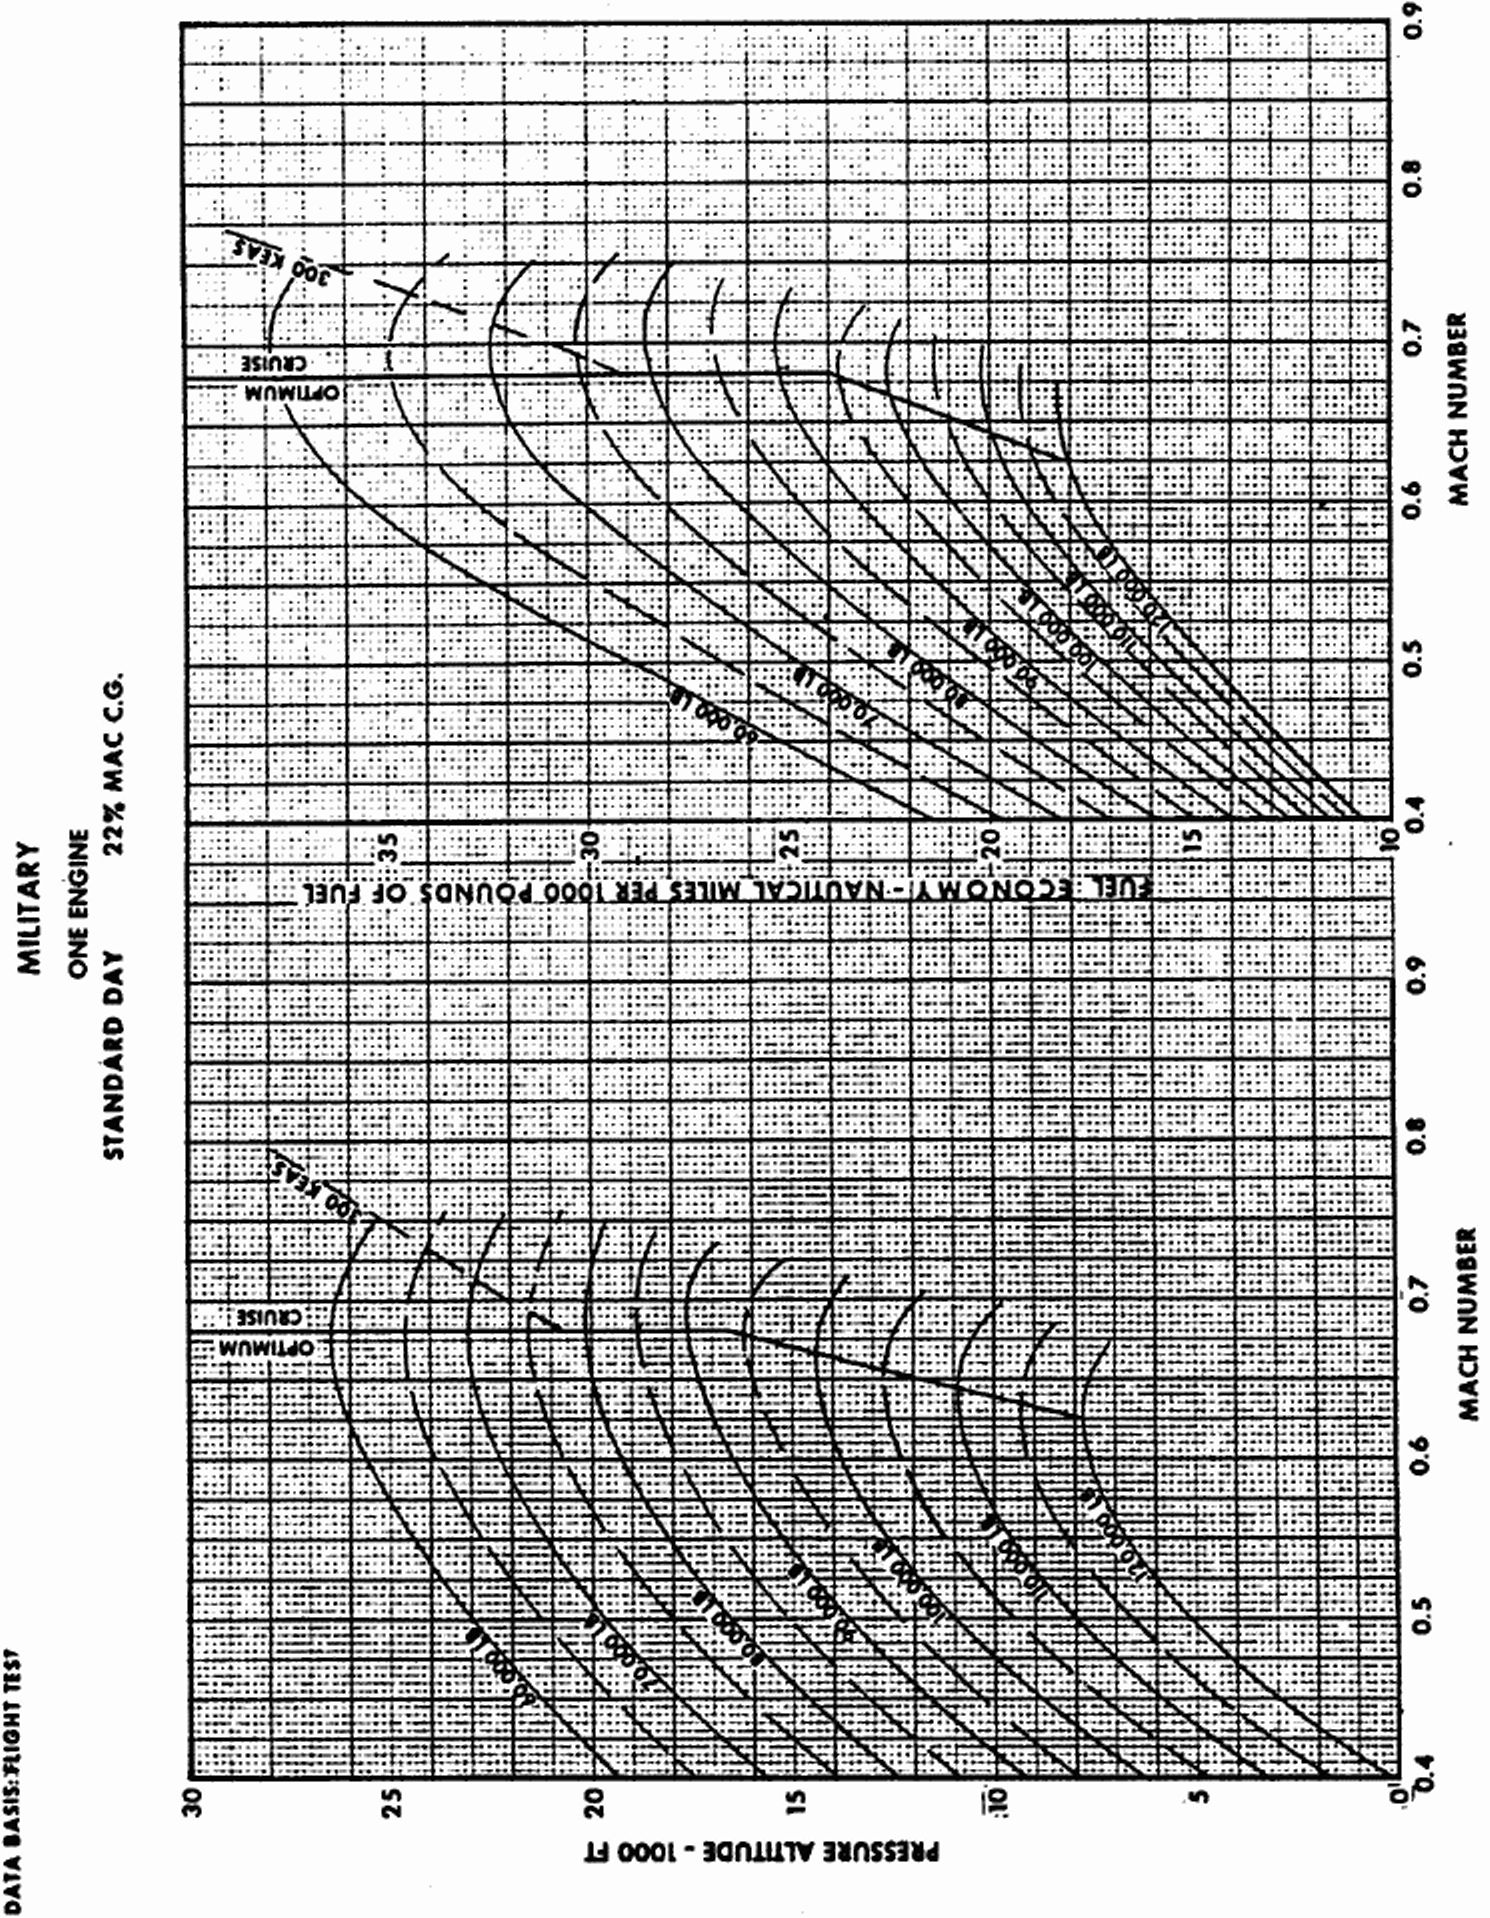 DATA BASIS: FLIGHT TEST
MILITARY
ONE ENGINE
STANDARD DAY 22% MAC C.G.
PRESSURE ALTITUDE - 1000 FT
30
25
20
15
10
5
0
OPTIMUM CRUISE
300 KEAS
60,000 LB
70,000 LB
80,000 LB
90,000 LB
100,000 LB
110,000 LB
120,000 LB
0.4 0.5 0.6 0.7 0.8 0.9
MACH NUMBER
FUEL ECONOMY - NAUTICAL MILES PER 1000 POUNDS OF FUEL
35
30
25
20
15
10
OPTIMUM CRUISE
300 KEAS
60,000 LB
70,000 LB
80,000 LB
90,000 LB
100,000 LB
110,000 LB
120,000 LB
0.4 0.5 0.6 0.7 0.8 0.9
MACH NUMBER